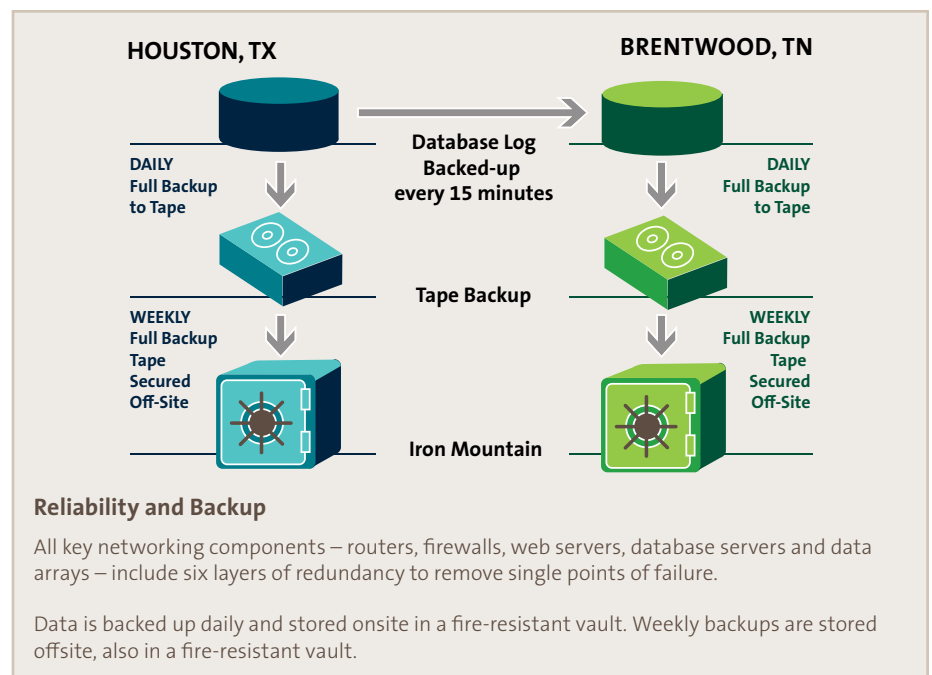 HOUSTON, TX
BRENTWOOD, TN
Database Log
Backed-up
every 15 minutes
DAILY
Full Backup
to Tape
DAILY
Full Backup
to Tape
Tape Backup
WEEKLY
Full Backup
Tape
Secured
Off-Site
WEEKLY
Full Backup
Tape
Secured
Off-Site
Iron Mountain
Reliability and Backup
All key networking components – routers, firewalls, web servers, database servers and data
arrays – include six layers of redundancy to remove single points of failure.
Data is backed up daily and stored onsite in a fire-resistant vault. Weekly backups are stored
offsite, also in a fire-resistant vault.